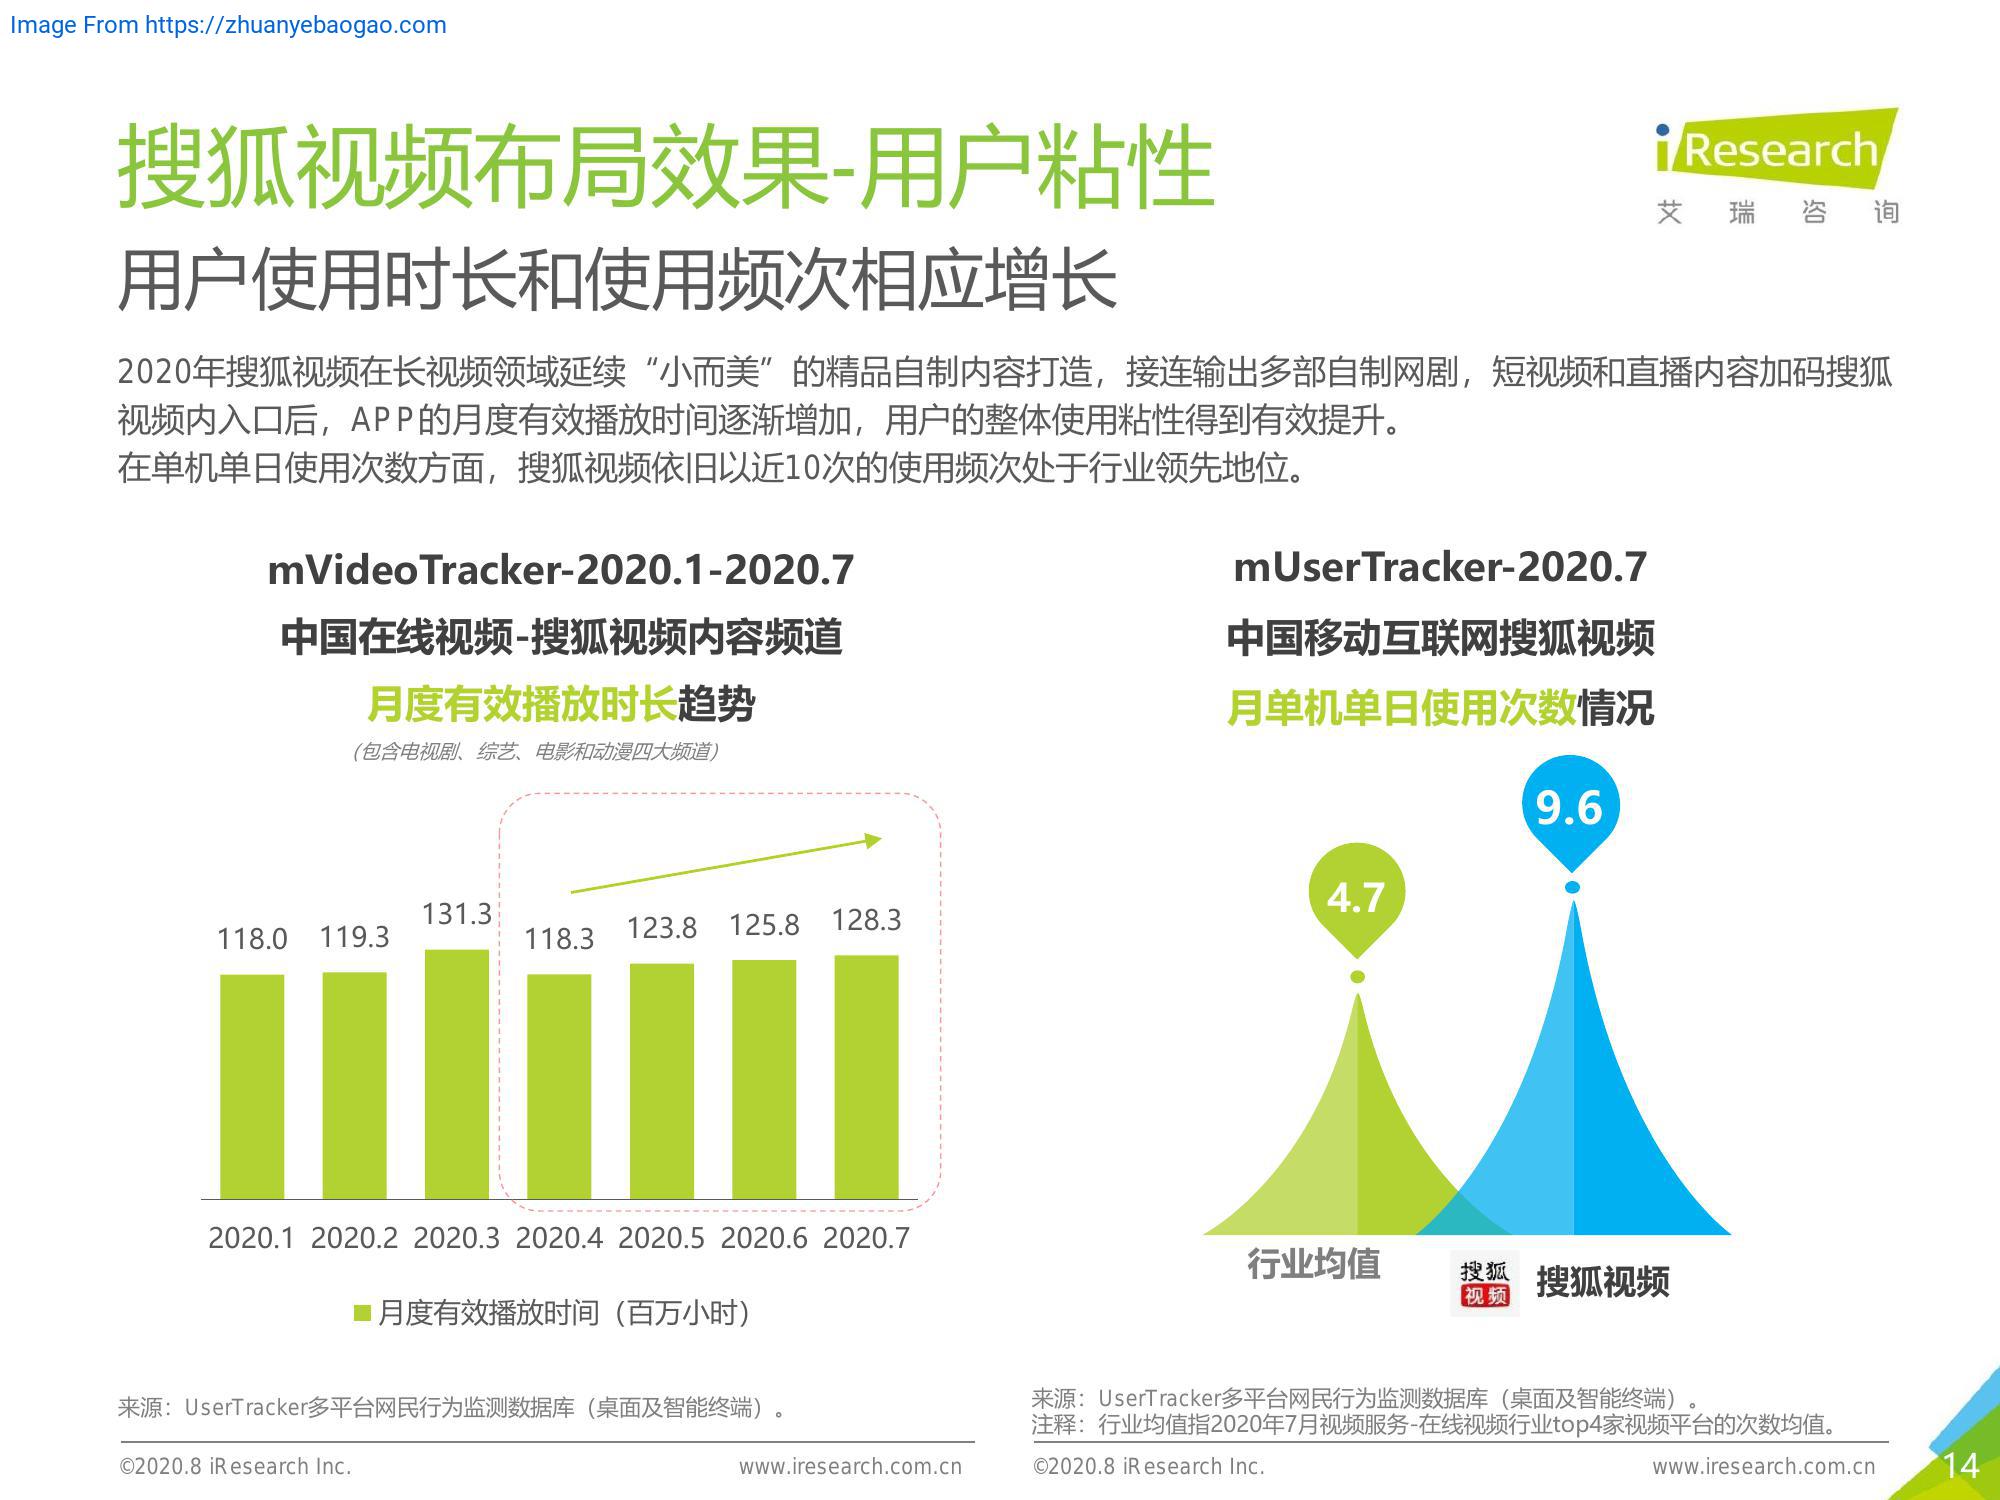 Image From https://zhuanyebaogao.com
iResearch
艾瑞咨询
搜狐视频布局效果-用户粘性
用户使用时长和使用频次相应增长
2020年搜狐视频在长视频领域延续“小而美”的精品自制内容打造，接连输出多部自制网剧，短视频和直播内容加码搜狐
视频内入口后，APP的月度有效播放时间逐渐增加，用户的整体使用粘性得到有效提升。
在单机单日使用次数方面，搜狐视频依旧以近10次的使用频次处于行业领先地位。
mVideoTracker-2020.1-2020.7
中国在线视频-搜狐视频内容频道
月度有效播放时长趋势
（包含电视剧、综艺、电影和动漫四大频道）
118.0 119.3 131.3 118.3 123.8 125.8 128.3
2020.1 2020.2 2020.3 2020.4 2020.5 2020.6 2020.7
月度有效播放时间（百万小时）
来源：UserTracker多平台网民行为监测数据库（桌面及智能终端）。
©2020.8 iResearch Inc.
www.iresearch.com.cn
mUserTracker-2020.7
中国移动互联网搜狐视频
月单机单日使用次数情况
9.6
4.7
行业均值
搜狐
视频
搜狐视频
来源：UserTracker多平台网民行为监测数据库（桌面及智能终端）。
注释：行业均值指2020年7月视频服务-在线视频行业top4家视频平台的次数均值。
©2020.8 iResearch Inc.
www.iresearch.com.cn
14